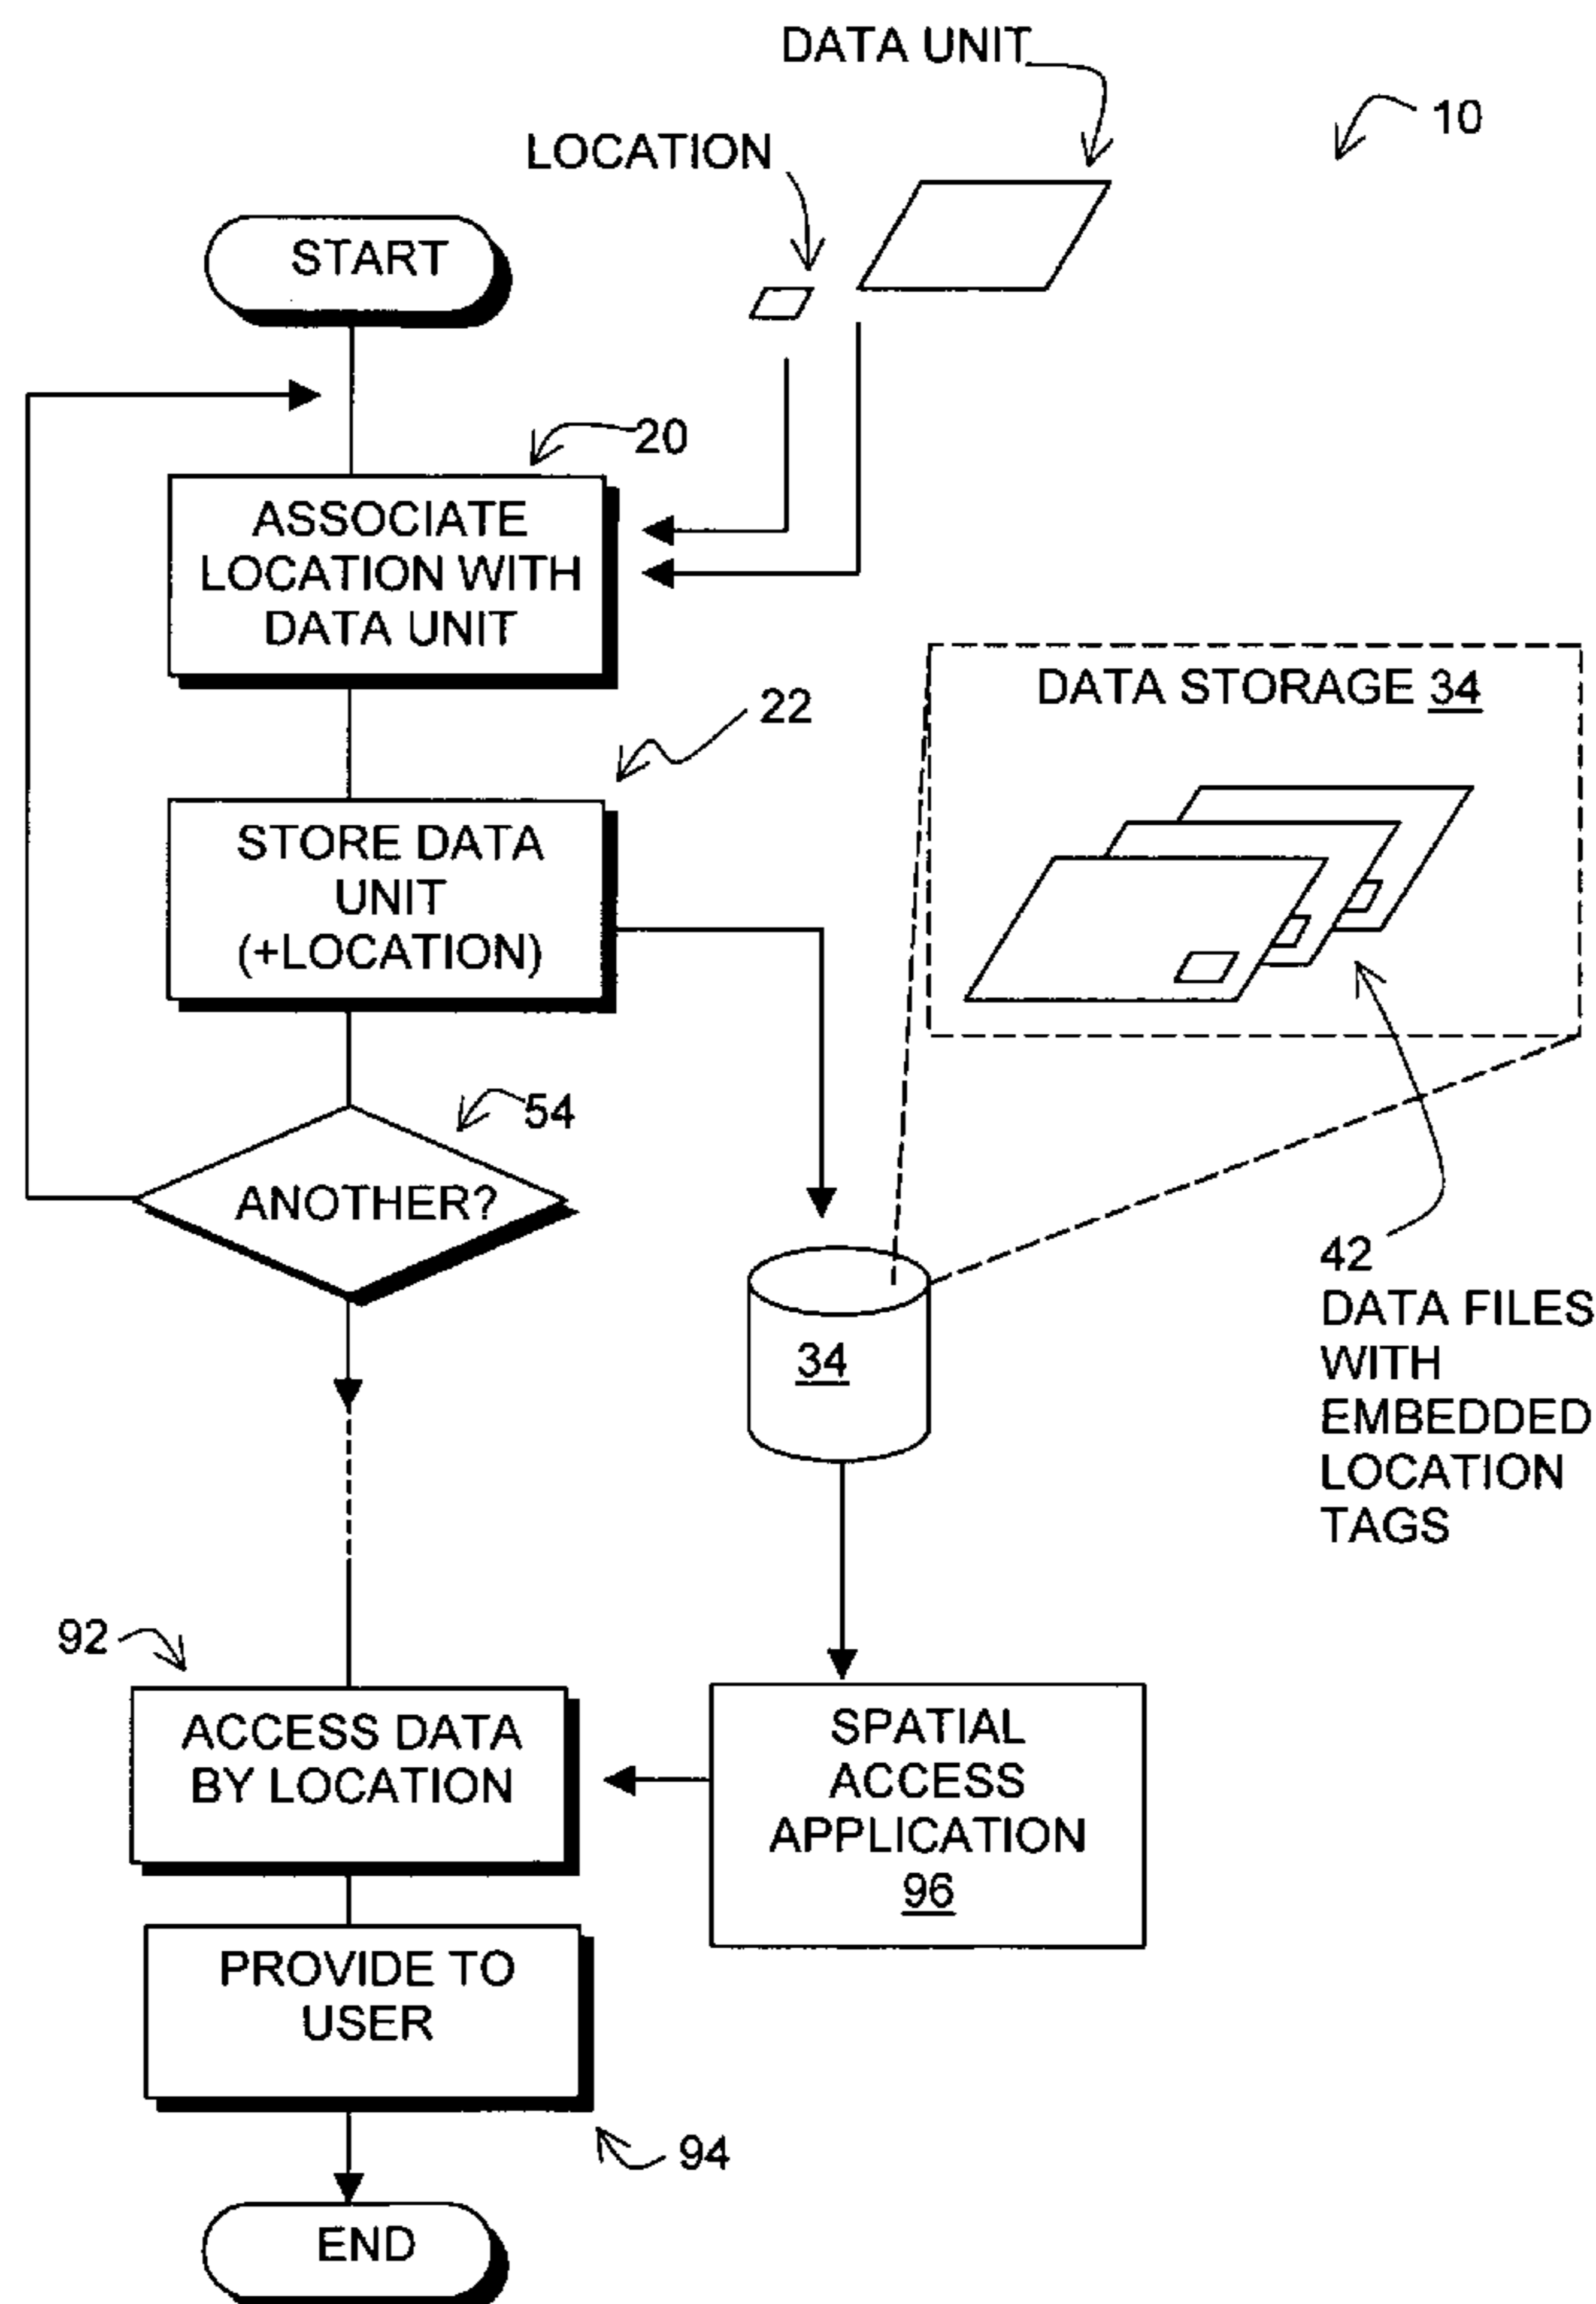 DATA UNIT
10
LOCATION
START
20
ASSOCIATE
LOCATION WITH
DATA UNIT
DATA STORAGE 34
22
STORE DATA
UNIT
(+LOCATION)
54
ANOTHER?
42
DATA FILES
WITH
EMBEDDED
LOCATION
TAGS
34
92
ACCESS DATA
BY LOCATION
SPATIAL
ACCESS
APPLICATION
96
PROVIDE TO
USER
94
END